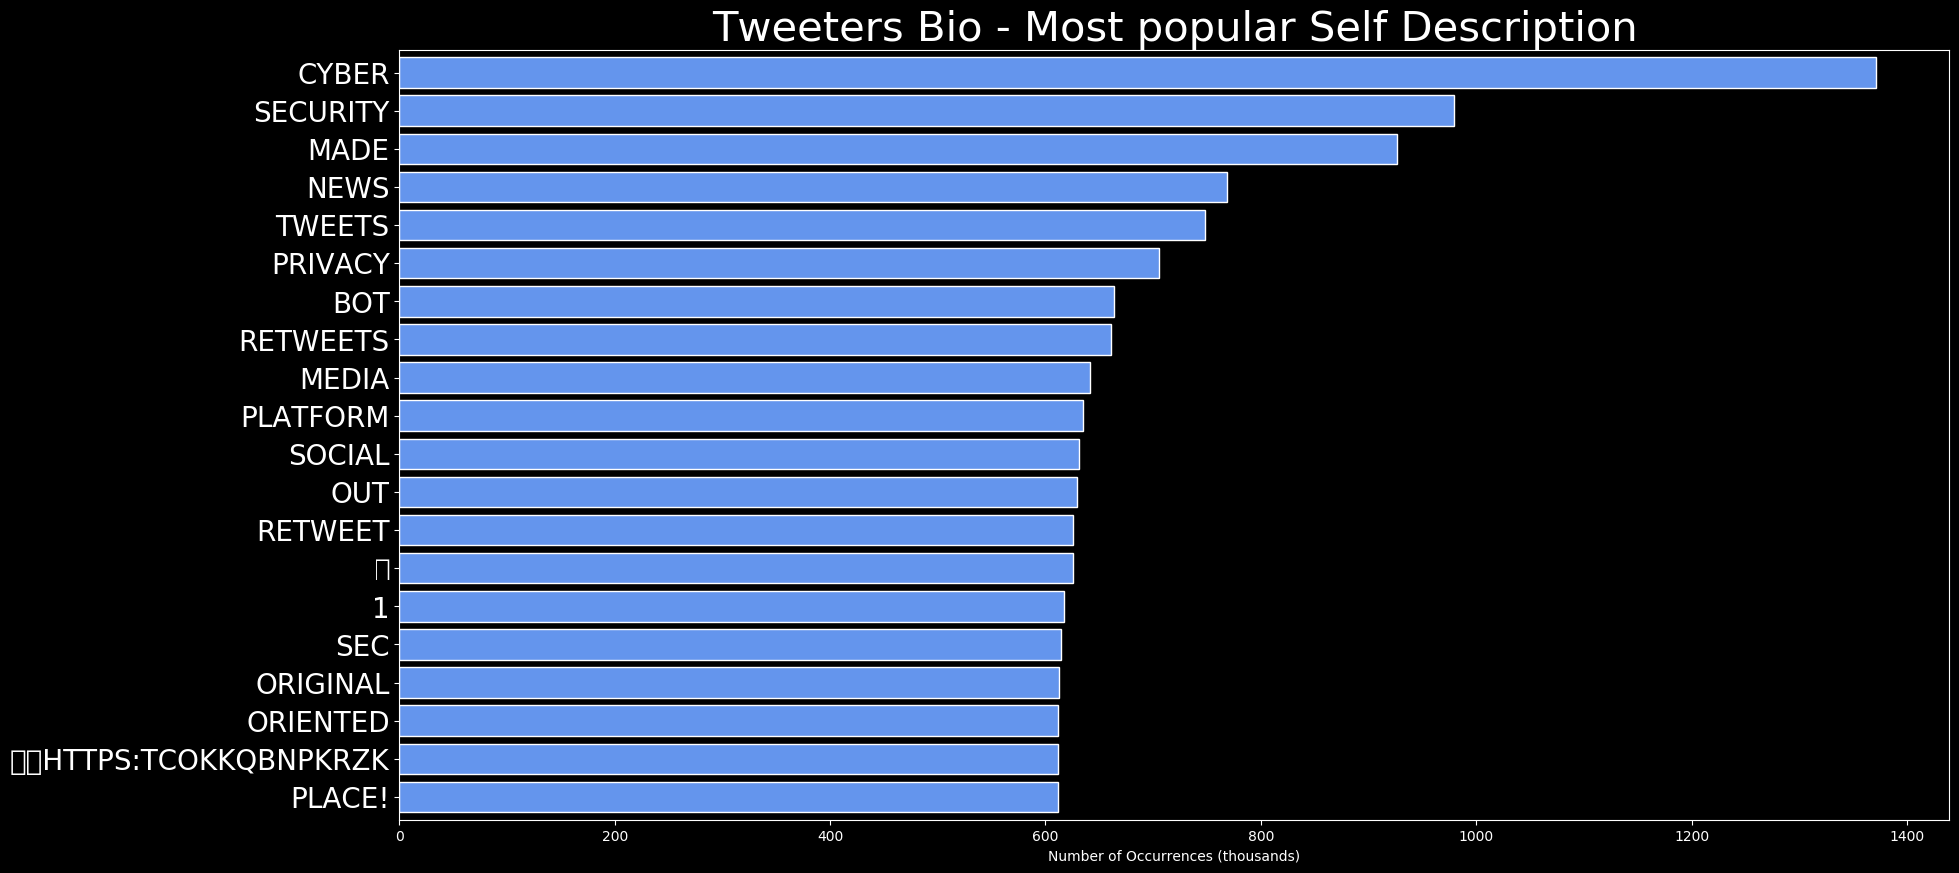 Tweeters Bio - Most popular Self Description
CYBER
SECURITY
MADE
NEWS
TWEETS
PRIVACY
BOT
RETWEETS
MEDIA
PLATFORM
SOCIAL
OUT
RETWEET
1
SEC
ORIGINAL
ORIENTED
HTTPS:TCOKKQBNPKRZK
PLACE!
0 200 400 600 800 1000 1200 1400
Number of Occurrences (thousands)